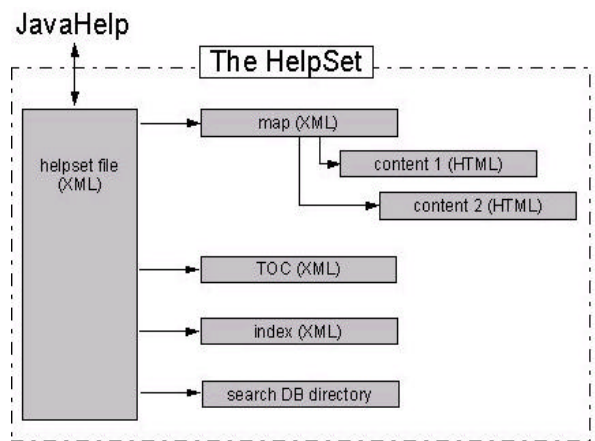 JavaHelp
The HelpSet
helpset file
(XML)
map (XML)
content 1 (HTML)
content 2 (HTML)
TOC (XML)
index (XML)
search DB directory